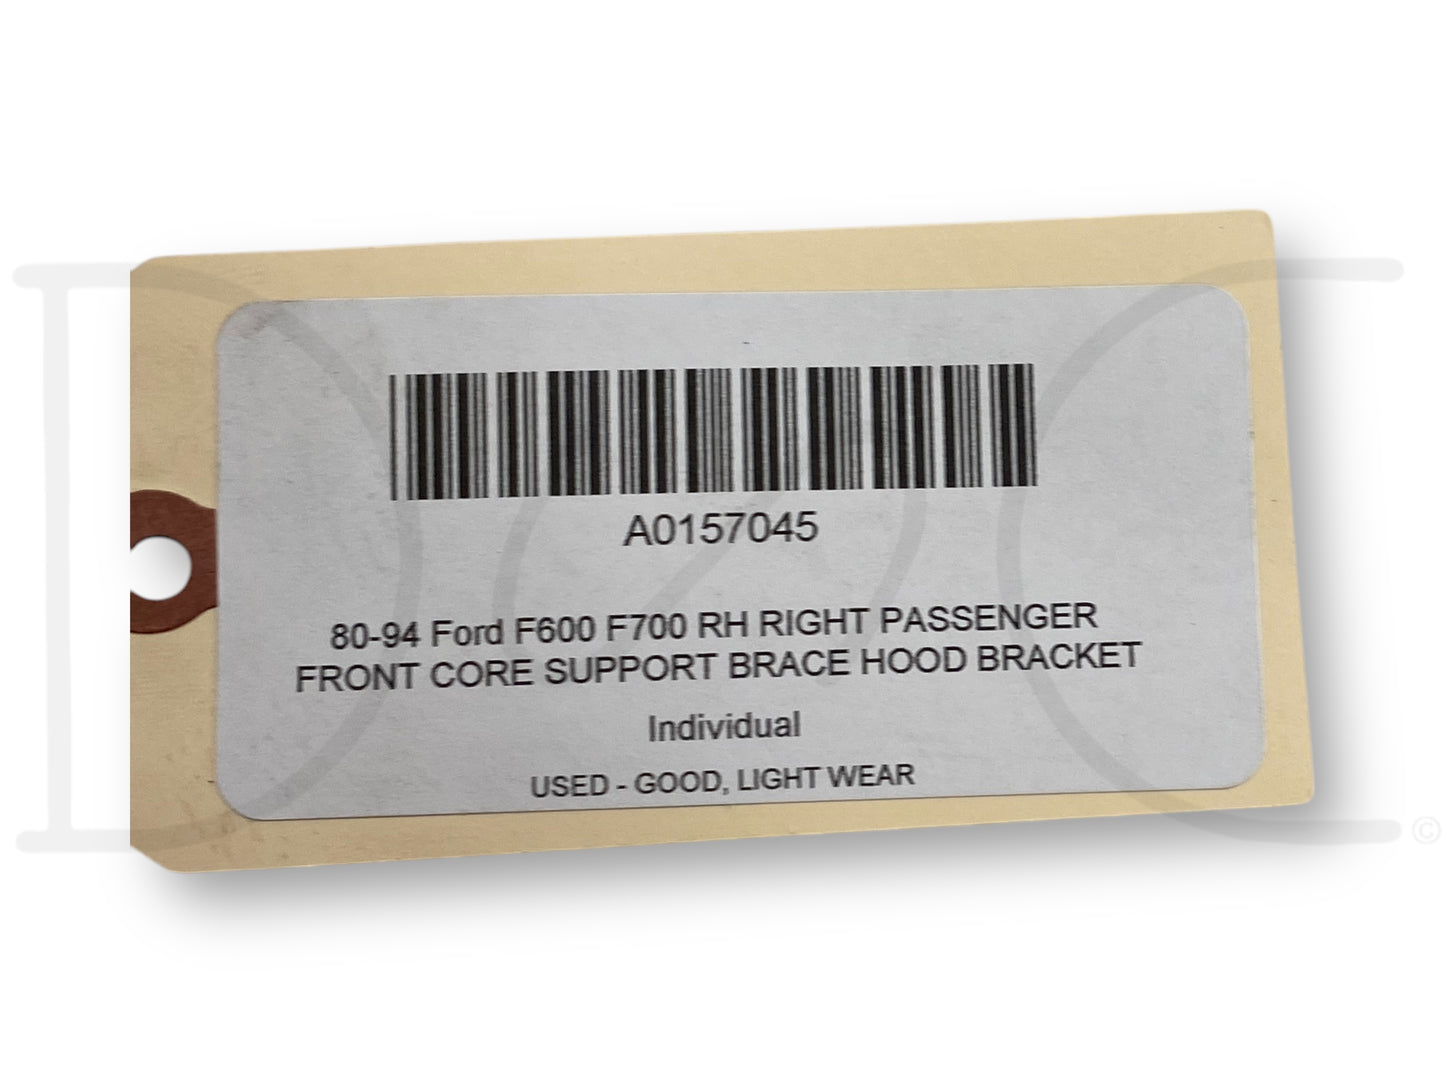 A0157045
80-94 Ford F600 F700 RH RIGHT PASSENGER
FRONT CORE SUPPORT BRACE HOOD BRACKET
Individual
USED - GOOD, LIGHT WEAR
©